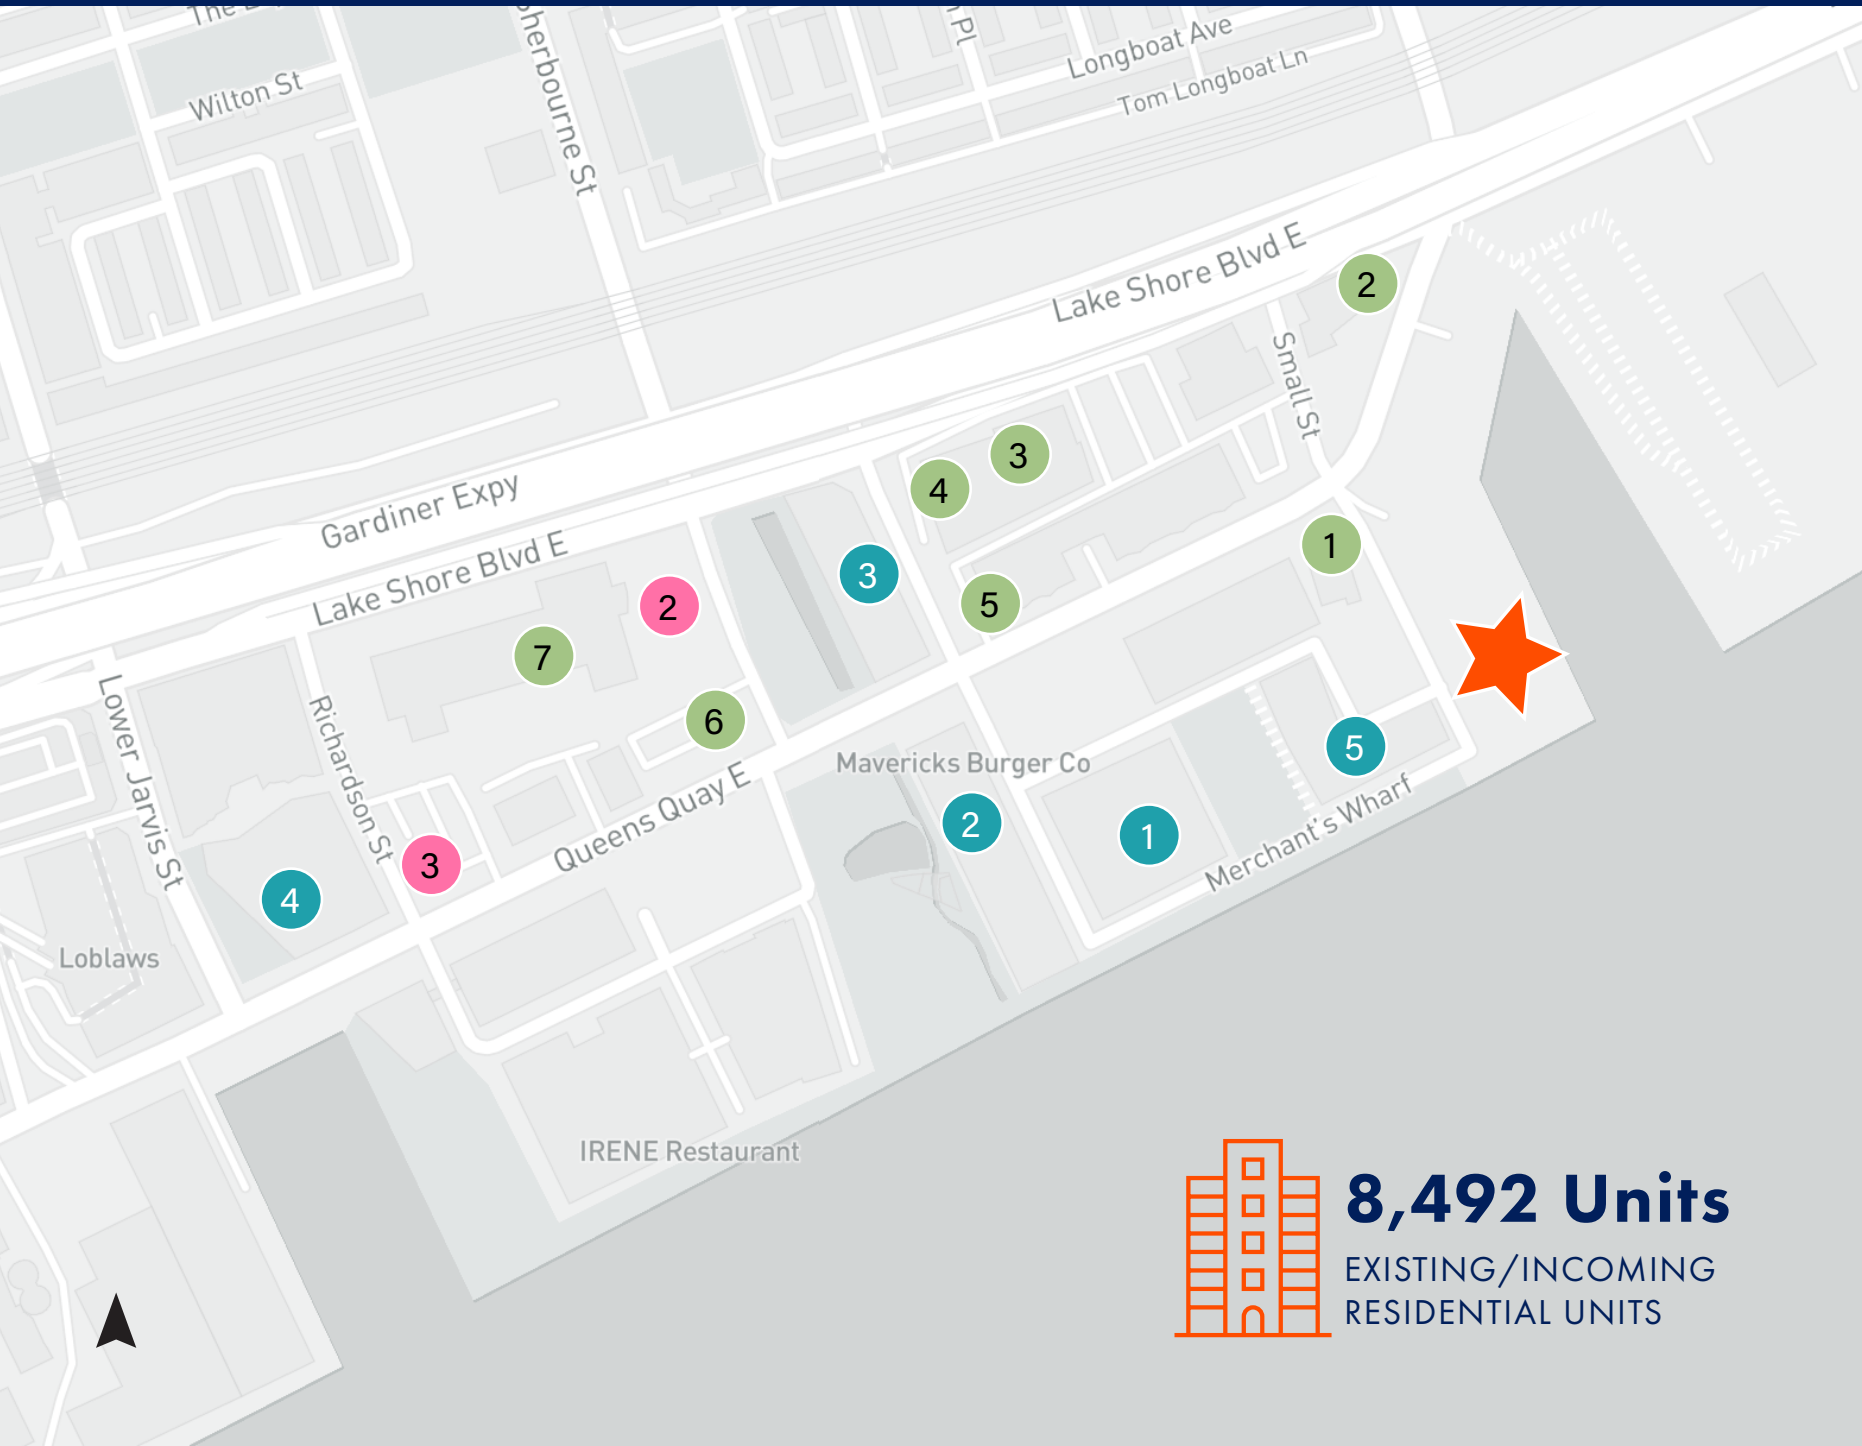 Wilton St
Sherbourne St
Longboat Ave
Tom Longboat Ln
Lake Shore Blvd E
2
Small St
3
4
Gardiner Expy
1
Lake Shore Blvd E
3
5
2
7
6
Lower Jarvis St
Richardson St
5
Mavericks Burger Co
2
1
Merchant's Wharf
Queens Quay E
3
4
Loblaws
IRENE Restaurant
8,492 Units
EXISTING/INCOMING
RESIDENTIAL UNITS